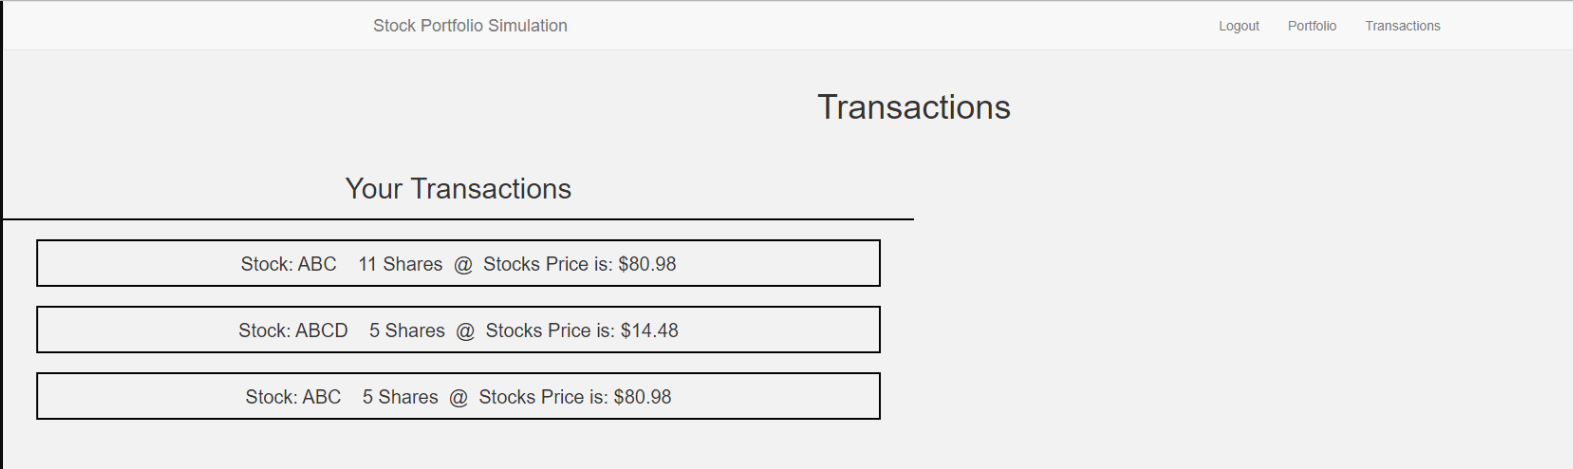 Stock Portfolio Simulation Logout Portfolio Transactions
Transactions
Your Transactions
Stock: ABC 11 Shares @ Stocks Price is: $80.98
Stock: ABCD 5 Shares @ Stocks Price is: $14.48
Stock: ABC 5 Shares @ Stocks Price is: $80.98